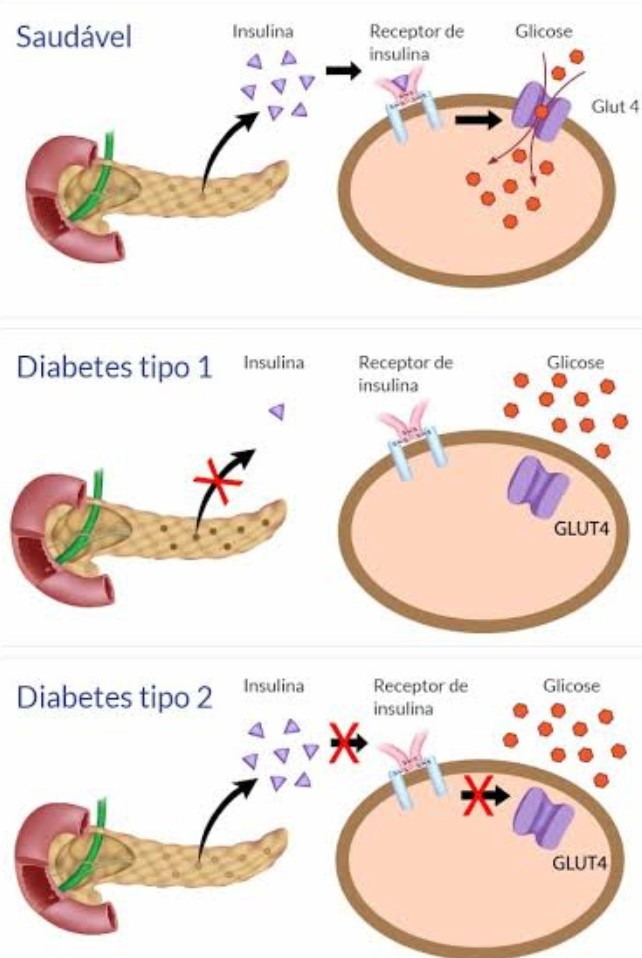 Saudável
Insulina
Receptor de
insulina
Glicose
Glut 4
Diabetes tipo 1
Insulina
Receptor de
insulina
Glicose
GLUT4
Diabetes tipo 2
Insulina
Receptor de
insulina
Glicose
GLUT4